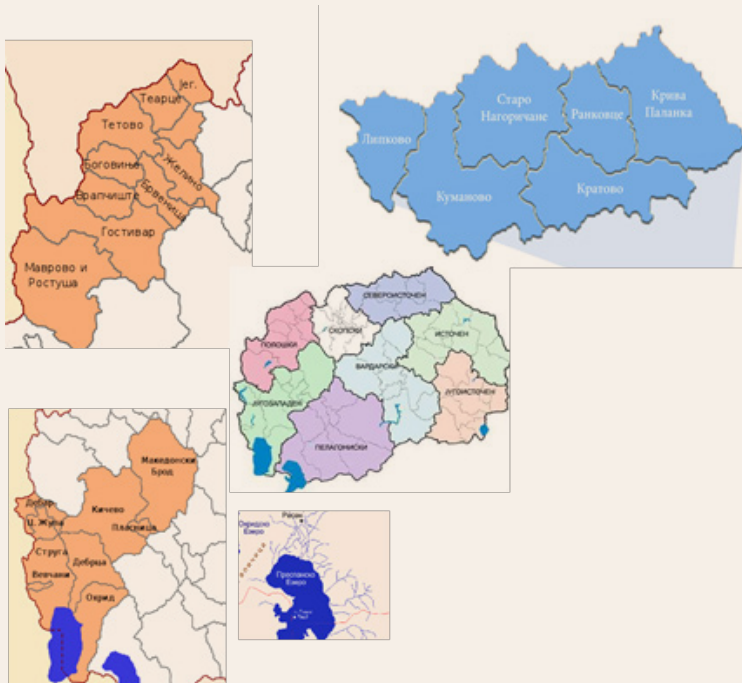 Јег.
Теарце
Тетово
Боговиње
Желино
Брвеница
Врапчиште
Гостивар
Маврово и
Ростуша
Липково
Старо
Нагоричане
Ранковце
Крива
Паланка
Куманово
Кратово
СЕВЕРОИСТОЧЕН
СКОПСКИ
ПОЛОШКИ
ИСТОЧЕН
ВАРДАРСКИ
ЈУГОЗАПАДЕН
ЈУГОИСТОЧЕН
ПЕЛАГОНИСКИ
Македонски
Брод
Дебар
Кичево
Ц. Жупа
Пласница
Струга
Дебрца
Вевчани
Охрид
Ресен
Охридско
Езеро
Преспанско
Езеро